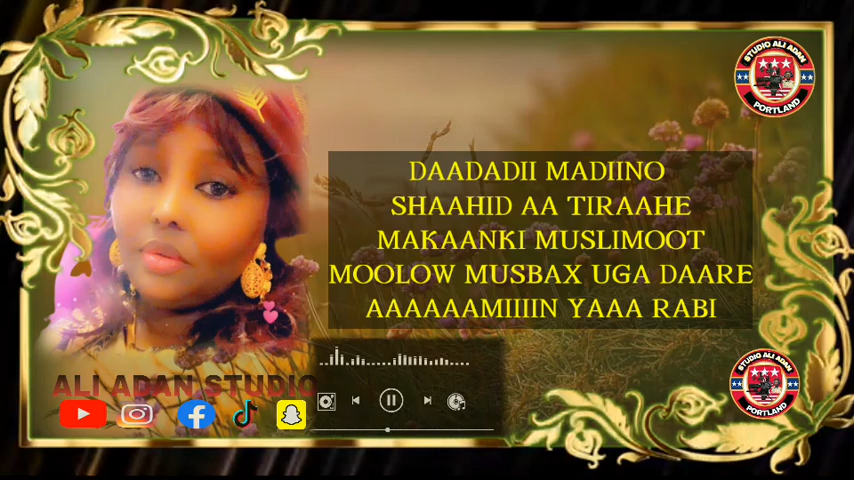 STUDIO ALI ADAN
PORTLAND
DAADADII MADIINO
SHAAHID AA TIRAAHE
MAKAANKI MUSLIMOOT
MOOLOW MUSBAX UGA DAARE
AAAAAAMIIIIN YAAA RABI
ALI ADAN STUDIO
STUDIO ALI ADAN
PORTLAND